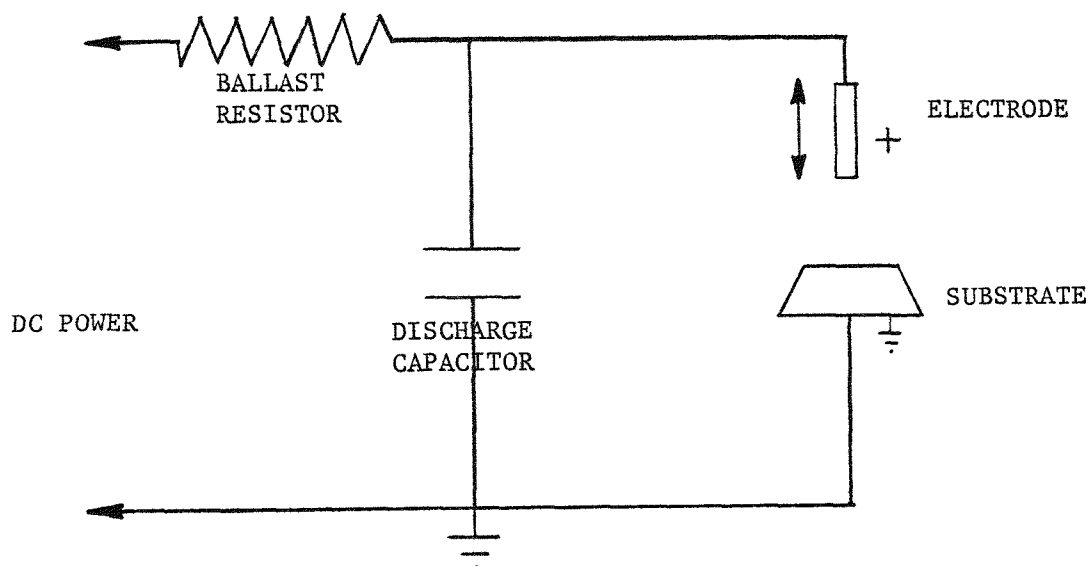 BALLAST
RESISTOR
ELECTRODE
+
SUBSTRATE
DC POWER
DISCHARGE
CAPACITOR